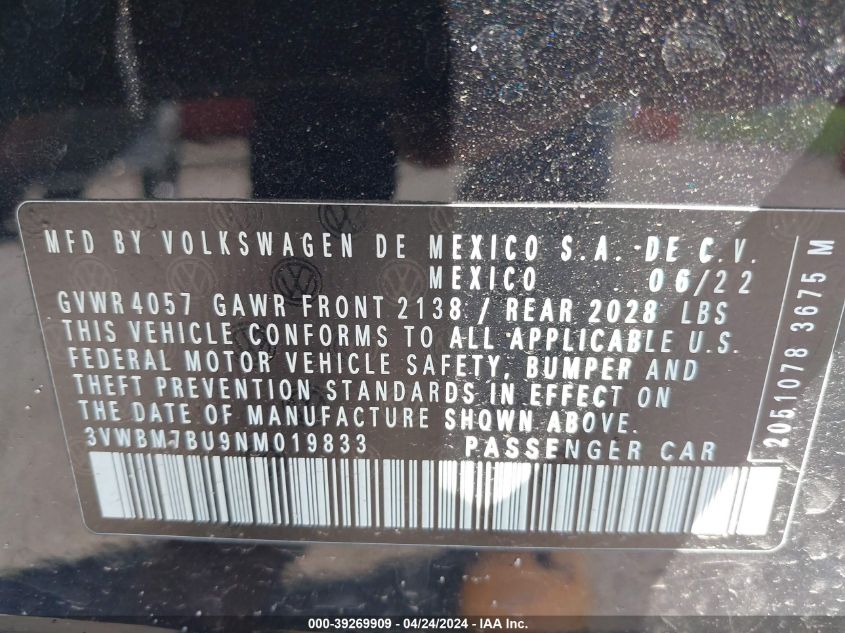 MFD BY VOLKSWAGEN DE MEXICO S.A. DE C.V.
MEXICO 06/22
GVWR 4057 GAWR FRONT 2138 / REAR 2028 LBS
THIS VEHICLE CONFORMS TO ALL APPLICABLE U.S.
FEDERAL MOTOR VEHICLE SAFETY, BUMPER AND
THEFT PREVENTION STANDARDS IN EFFECT ON
THE DATE OF MANUFACTURE SHOWN ABOVE.
3VWBM7BU9NM019833 PASSENGER CAR
2051078 3675 M
000-39269909 - 04/24/2024 - IAA Inc.